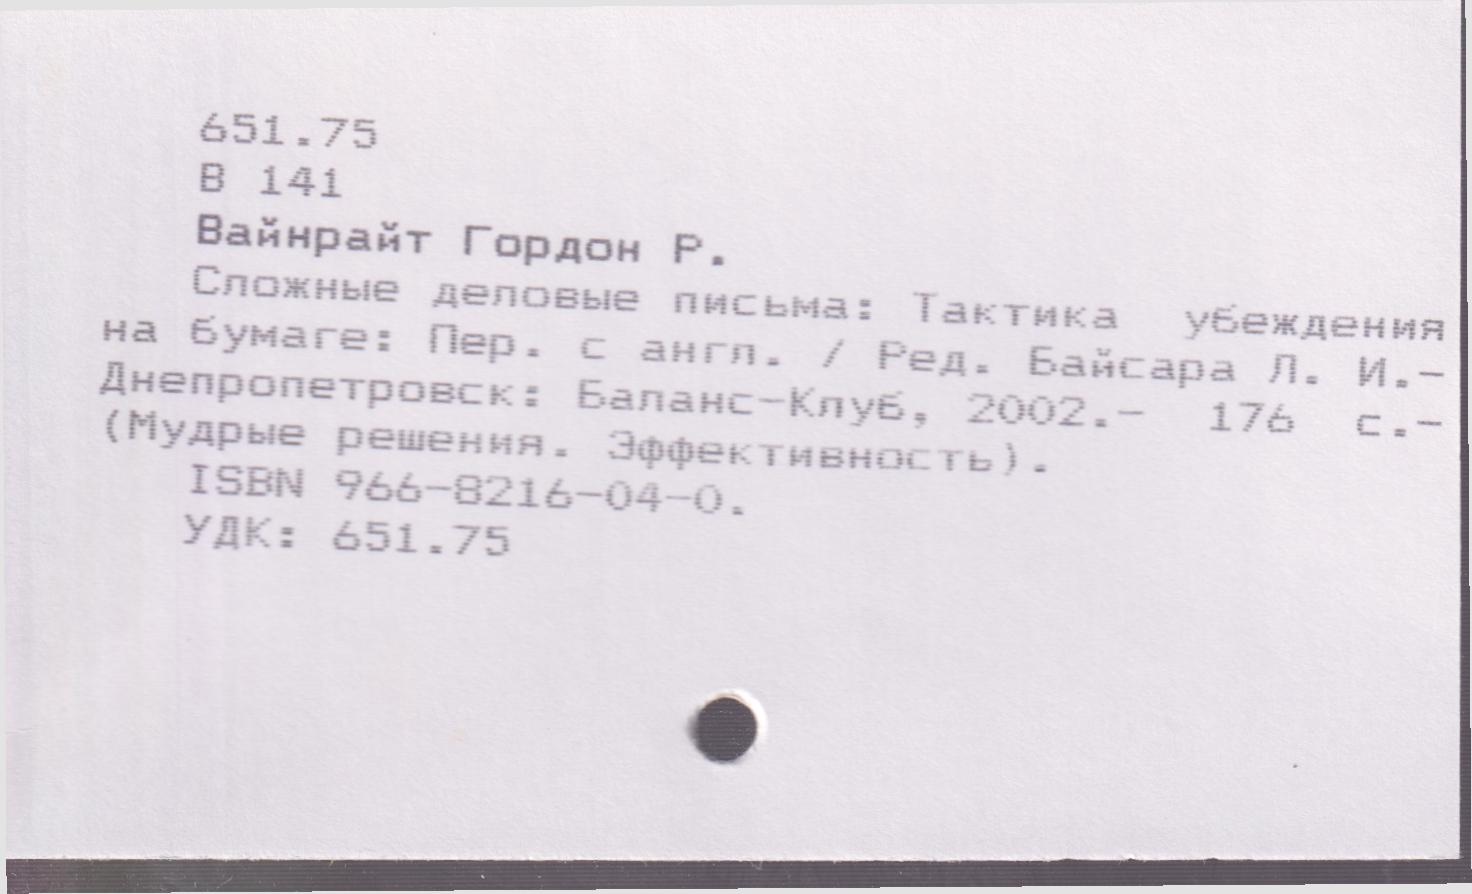 651.75
В 141
Вайнрайт Гордон Р.
Сложные деловые письма: Тактика убеждения
на бумаге: Пер. с англ. / Ред. Байсара Л. И.-
Днепропетровск: Баланс-Клуб, 2002.- 176 с.-
(Мудрые решения. Эффективность).
ISBN 966-8216-04-0.
УДК: 651.75